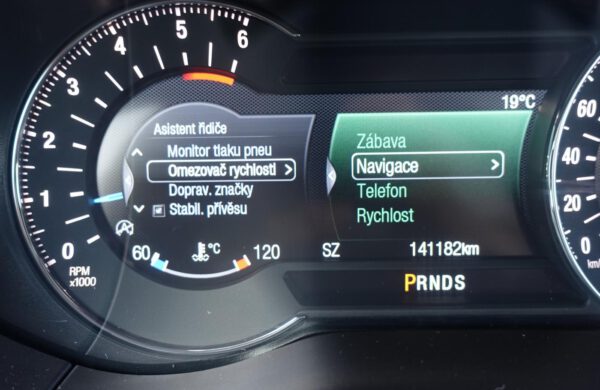 6
5
4
3
2
1
0
RPM
x1000
Asistent řidiče
Monitor tlaku pneu
Omezovač rychlosti
Doprav. značky
Stabil. přívěsu
60 °C 120
19°C
Zábava
Navigace
Telefon
Rychlost
SZ 141182km
PRNDS
60
40
20
0
km/